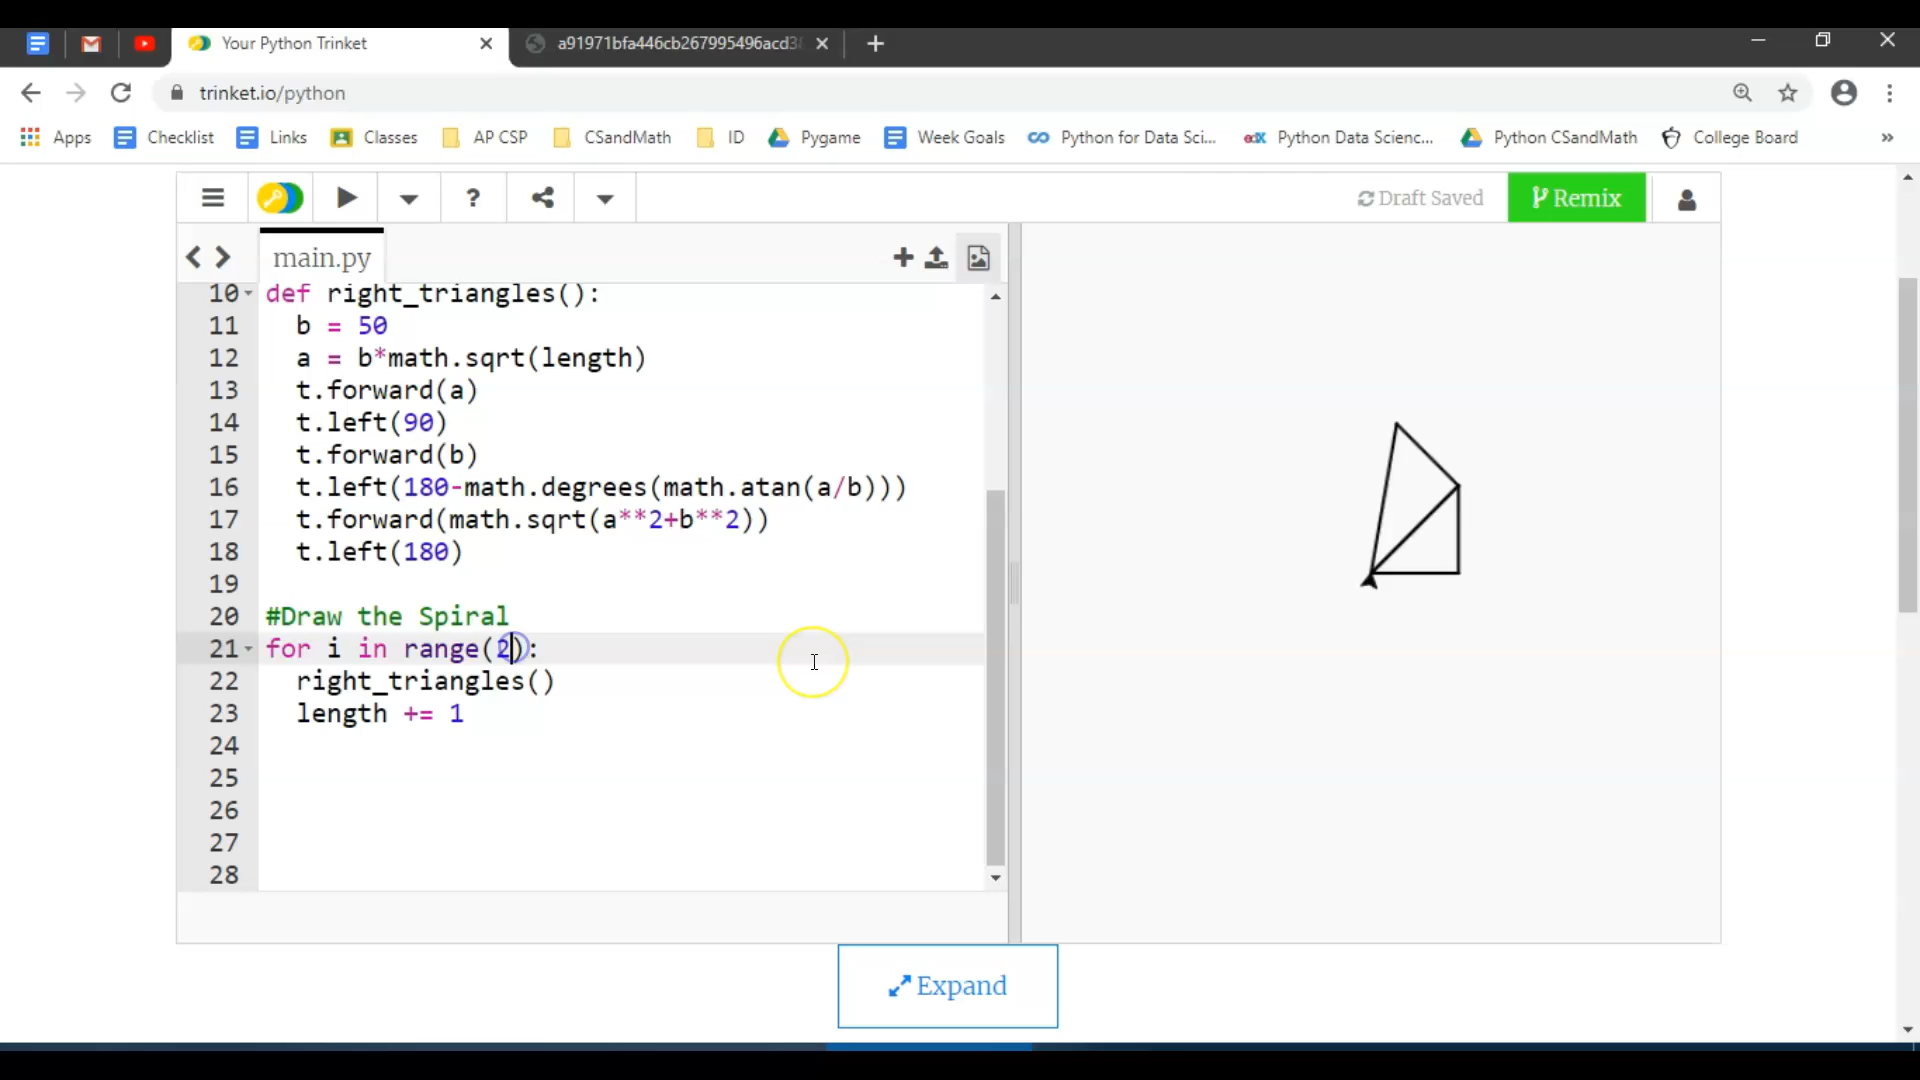 Your Python Trinket
a91971bfa446cb267995496acd3
trinket.io/python
Apps Checklist Links Classes AP CSP CSandMath ID Pygame Week Goals Python for Data Sci... edX Python Data Scienc... Python CSandMath College Board »
? Draft Saved Remix
main.py
10 def right_triangles():
11 b = 50
12 a = b*math.sqrt(length)
13 t.forward(a)
14 t.left(90)
15 t.forward(b)
16 t.left(180-math.degrees(math.atan(a/b)))
17 t.forward(math.sqrt(a**2+b**2))
18 t.left(180)
19
20 #Draw the Spiral
21 for i in range(2):
22 right_triangles()
23 length += 1
24
25
26
27
28
Expand